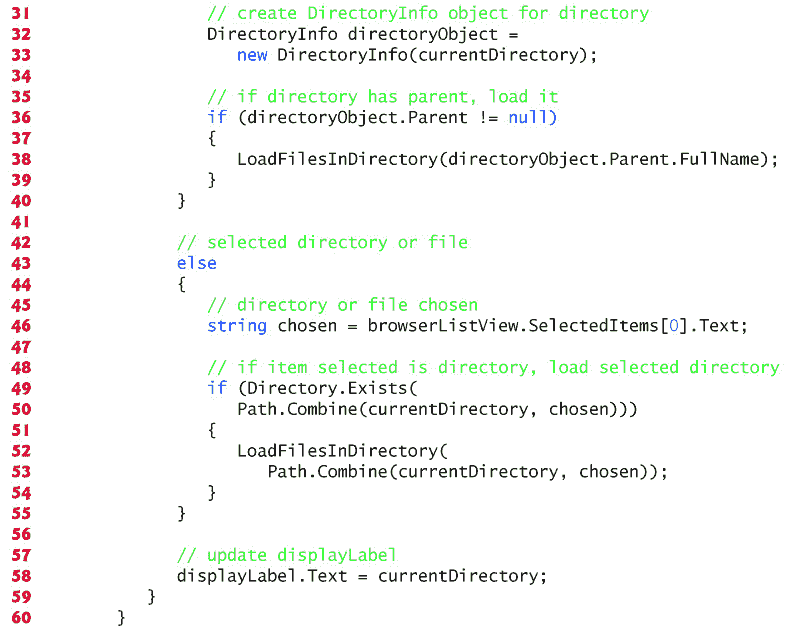 31 // create DirectoryInfo object for directory
32 DirectoryInfo directoryObject =
33 new DirectoryInfo(currentDirectory);
34
35 // if directory has parent, load it
36 if (directoryObject.Parent != null)
37 {
38 LoadFilesInDirectory(directoryObject.Parent.FullName);
39 }
40 }
41
42 // selected directory or file
43 else
44 {
45 // directory or file chosen
46 string chosen = browserListView.SelectedItems[0].Text;
47
48 // if item selected is directory, load selected directory
49 if (Directory.Exists(
50 Path.Combine(currentDirectory, chosen)))
51 {
52 LoadFilesInDirectory(
53 Path.Combine(currentDirectory, chosen));
54 }
55 }
56
57 // update displayLabel
58 displayLabel.Text = currentDirectory;
59 }
60 }